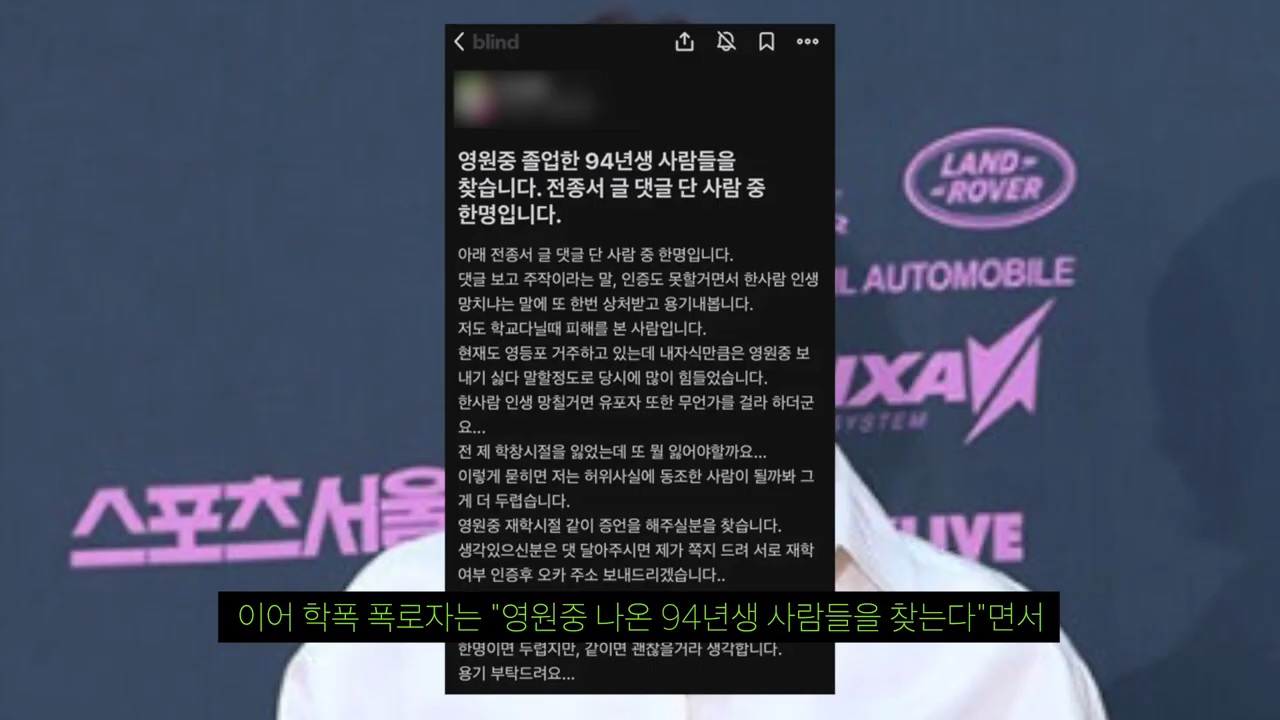 blind
영원중 졸업한 94년생 사람들을
찾습니다. 전종서 글 댓글 단 사람 중
한명입니다.
아래 전종서 글 댓글 단 사람 중 한명입니다.
댓글 보고 주작이라는 말, 인증도 못할거면서 한사람 인생
망치냐는 말에 또 한번 상처받고 용기내봅니다.
저도 학교다닐때 피해를 본 사람입니다.
현재도 영등포 거주하고 있는데 내자식만큼은 영원중 보
내기 싫다 말할정도로 당시에 많이 힘들었습니다.
한사람 인생 망칠거면 유포자 또한 무언가를 걸라 하더군
요...
전 제 학창시절을 잃었는데 또 뭘 잃어야할까요...
이렇게 묻히면 저는 허위사실에 동조한 사람이 될까봐 그
게 더 두렵습니다.
영원중 재학시절 같이 증언을 해주실분을 찾습니다.
생각있으신분은 댓 달아주시면 제가 쪽지 드려 서로 재학
여부 인증후 오카 주소 보내드리겠습니다..
이어 학폭 폭로자는 "영원중 나온 94년생 사람들을 찾는다"면서
한명이면 두렵지만, 같이면 괜찮을거라 생각합니다.
용기 부탁드려요...
LAND-
-ROVER
AUTOMOBILE
SYSTEM
스포츠서울
LIVE